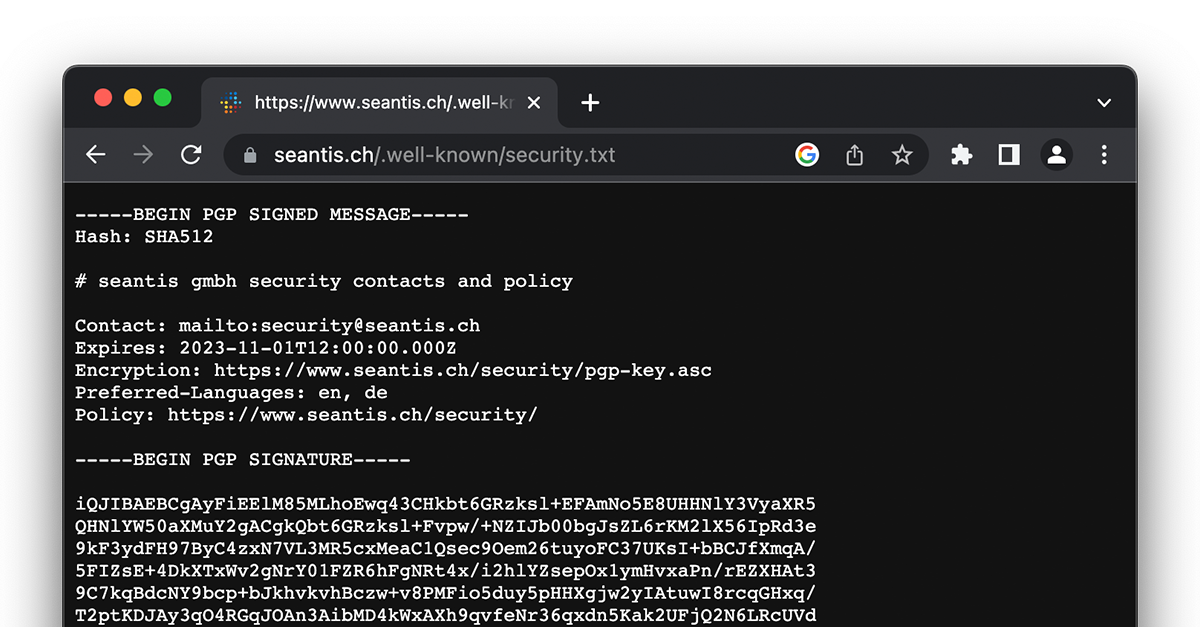 https://www.seantis.ch/.well-kn
seantis.ch/.well-known/security.txt
-----BEGIN PGP SIGNED MESSAGE-----
Hash: SHA512
# seantis gmbh security contacts and policy
Contact: mailto:security@seantis.ch
Expires: 2023-11-01T12:00:00.000Z
Encryption: https://www.seantis.ch/security/pgp-key.asc
Preferred-Languages: en, de
Policy: https://www.seantis.ch/security/
-----BEGIN PGP SIGNATURE-----
iQJIBAEBCgAyFiEElM85MLhoEwq43CHkbt6GRzksl+EFAmNo5E8UHHNlY3VyaXR5
QHNlYW50aXMuY2gACgkQbt6GRzksl+Fvpw/+NZIJb00bgJsZL6rKM2lX56IpRd3e
9kF3ydFH97ByC4zxN7VL3MR5cxMeaC1Qsec9Oem26tuyoFC37UKsI+bBCJfXmqA/
5FIZsE+4DkXTxWv2gNrY01FZR6hFgNRt4x/i2hlYZsepOx1ymHvxaPn/rEZXHAt3
9C7kqBdcNY9bcp+bJkhvkvhBczw+v8PMFio5duy5pHHXgjw2yIAtuwI8rcqGHxq/
T2ptKDJAy3qO4RGqJOAn3AibMD4kWxAXh9qvfeNr36qxdn5Kak2UFjQ2N6LRcUVd